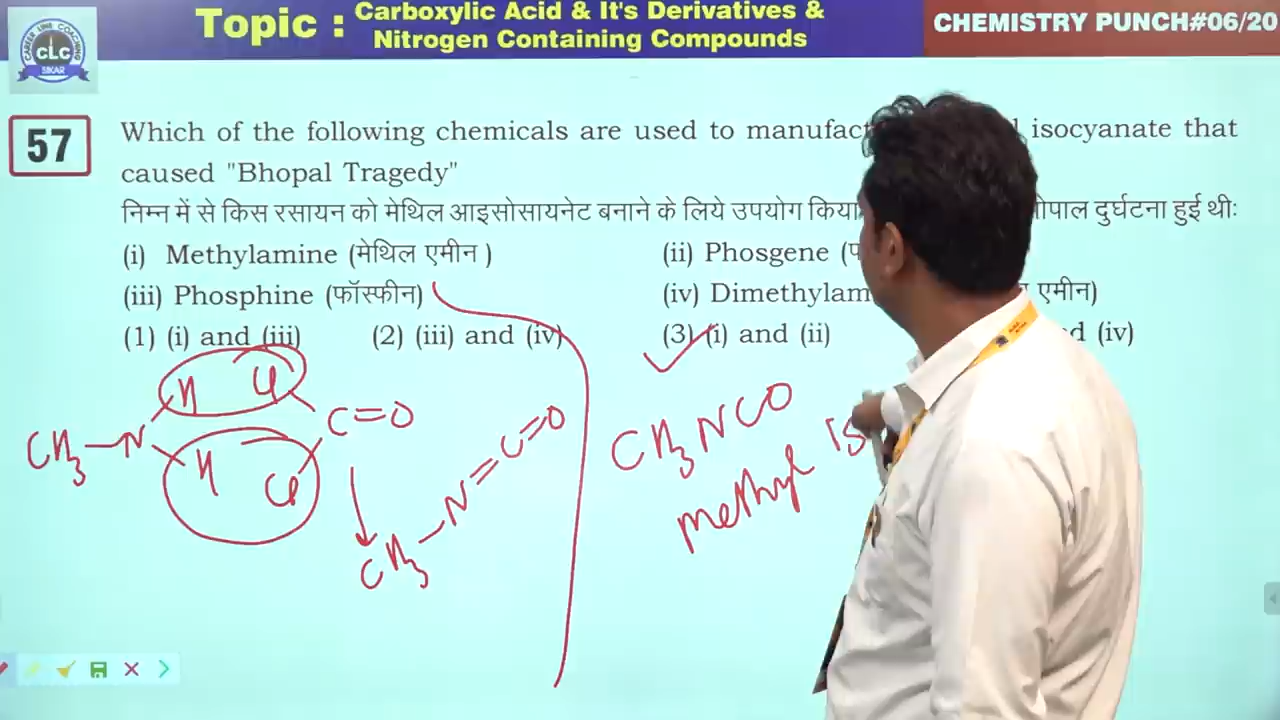 Topic : Carboxylic Acid & It's Derivatives &
Nitrogen Containing Compounds
CHEMISTRY PUNCH#06/20
CAREER LINE COACHING
CLC
SIKAR
57
Which of the following chemicals are used to isocyanate that
caused "Bhopal Tragedy"
निम्न में से किस रसायन को मेथिल आइसोसायनेट बनाने के लिये उपयोग किया दुर्घटना हुई थीः
(i) Methylamine (मेथिल एमीन )
(ii) Phosgene
(iii) Phosphine (फॉस्फीन)
(iv) एमीन)
(1) (i) and (iii)
(2) (iii) and (iv)
(3) (i) and (ii)
(iv)
H Cl
CH3—N C=O
H Cl
CH3—N=C=O
CH3NCO
methyl